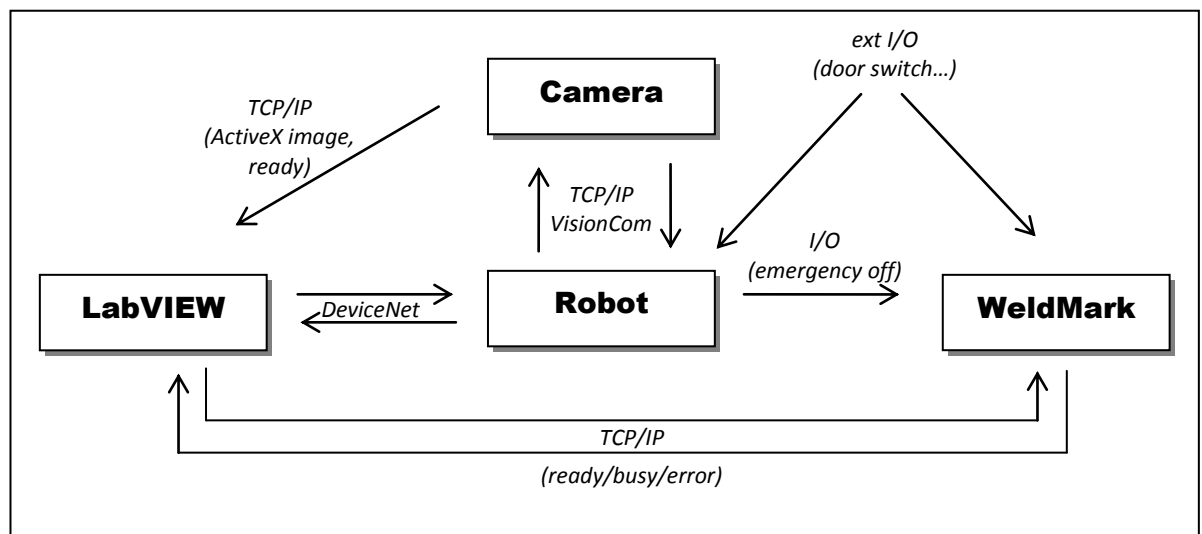 ext I/O
(door switch...)
Camera
TCP/IP
(ActiveX image,
ready)
TCP/IP
VisionCom
I/O
(emergency off)
LabVIEW
DeviceNet
Robot
WeldMark
TCP/IP
(ready/busy/error)